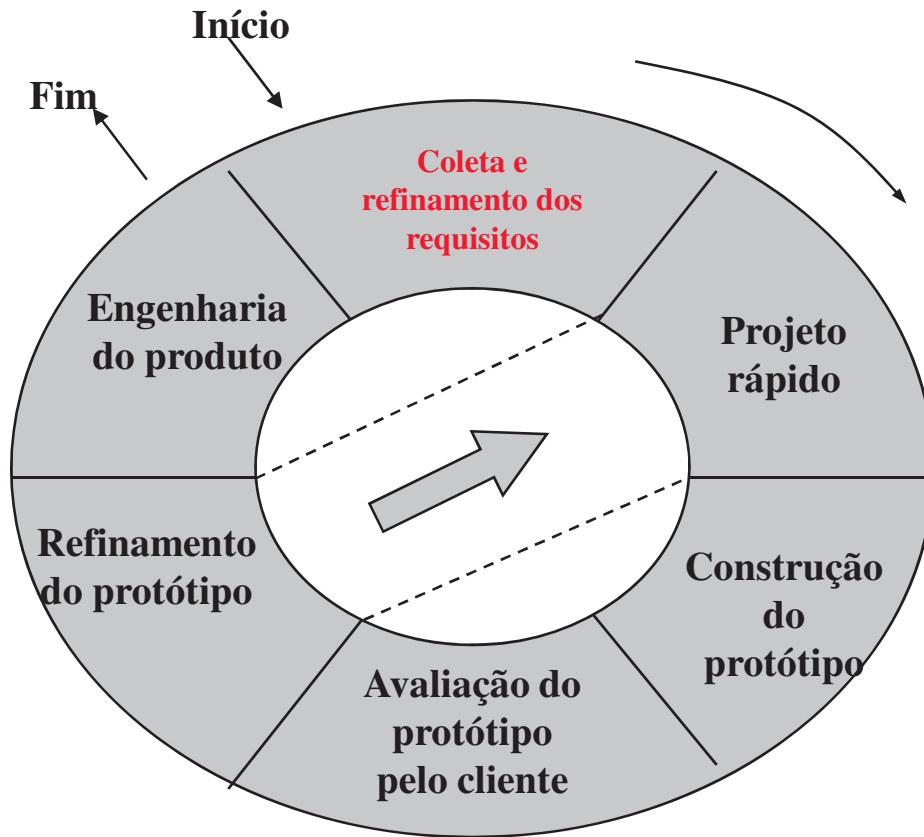 Início
Fim
Coleta e
refinamento dos
requisitos
Projeto
rápido
Construção
do
protótipo
Avaliação do
protótipo
pelo cliente
Refinamento
do protótipo
Engenharia
do produto